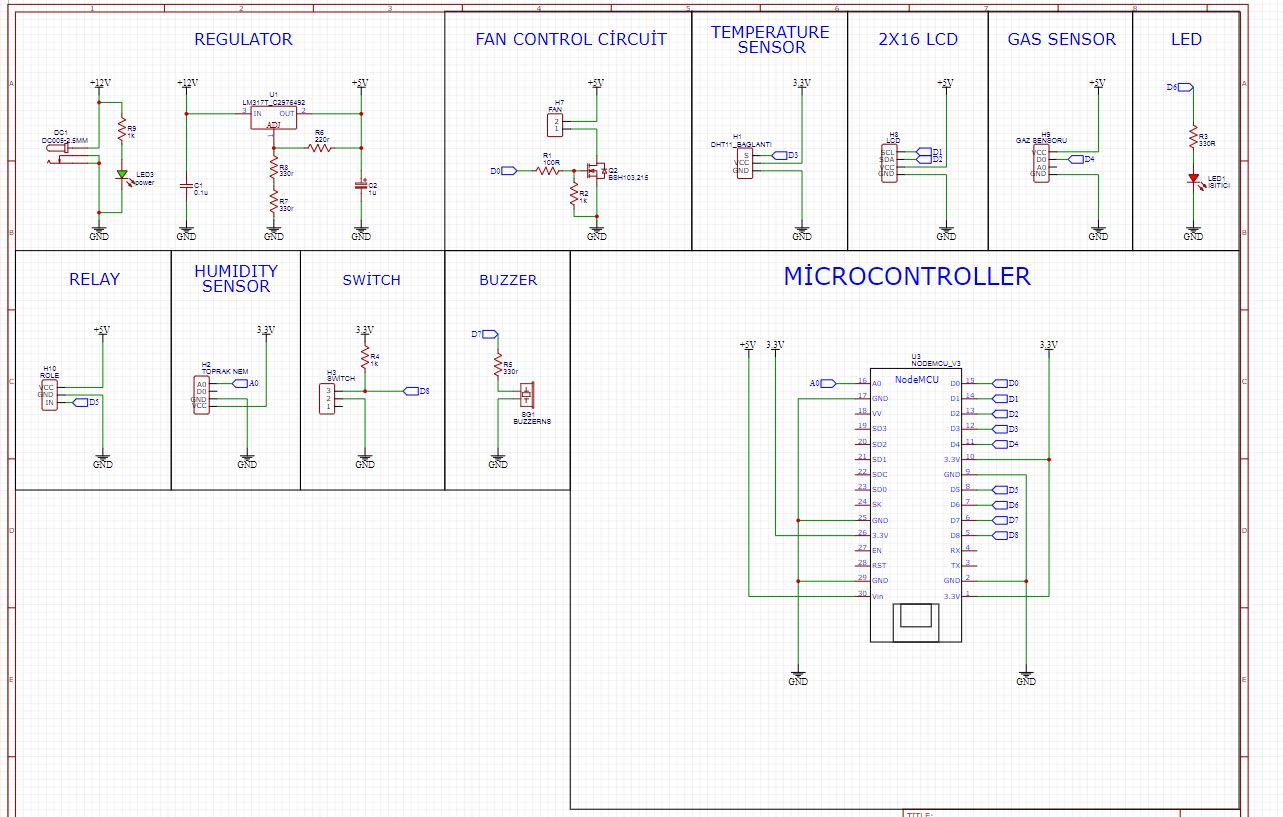 1 2 3 4 5 6 7 8
A
B
C
D
E
A
B
C
D
E
REGULATOR
+12V
DC1
DC005-2.5MM
R9
1k
LED3
power
GND
+12V
C1
0.1u
GND
U1
LM317T_C2976492
3 IN OUT 2
ADJ
1
R6
220r
R8
330r
R7
330r
GND
+5V
C2
1u
GND
FAN CONTROL CİRCUİT
+5V
H7
FAN
2
1
D0
R1
100R
R2
1k
Q2
BSH103,215
GND
TEMPERATURE
SENSOR
3.3V
H1
DHT11_BAGLANTI
S
VCC
GND
D3
GND
2X16 LCD
+5V
H8
LCD
SCL
SDA
VCC
GND
D1
D2
GND
GAS SENSOR
+5V
H9
GAZ SENSORU
VCC
D0
A0
GND
D4
GND
LED
D6
R3
330R
LED1
ISITICI
GND
RELAY
+5V
H10
ROLE
VCC
GND
IN
D5
GND
HUMIDITY
SENSOR
3.3V
H2
TOPRAK NEM
A0
D0
GND
VCC
A0
GND
SWİTCH
3.3V
R4
1k
H3
SWITCH
3
2
1
D8
GND
BUZZER
D7
R5
330r
SG1
BUZZERNS
GND
MİCROCONTROLLER
+5V 3.3V
3.3V
U3
NODEMCU_V3
NodeMCU
A0 16 A0 D0 15 D0
17 GND D1 14 D1
18 VV D2 13 D2
19 SD3 D3 12 D3
20 SD2 D4 11 D4
21 SD1 3.3V 10
22 SDC GND 9
23 SD0 D5 8 D5
24 SK D6 7 D6
25 GND D7 6 D7
26 3.3V D8 5 D8
27 EN RX 4
28 RST TX 3
29 GND GND 2
30 Vin 3.3V 1
GND
GND
TITLE: